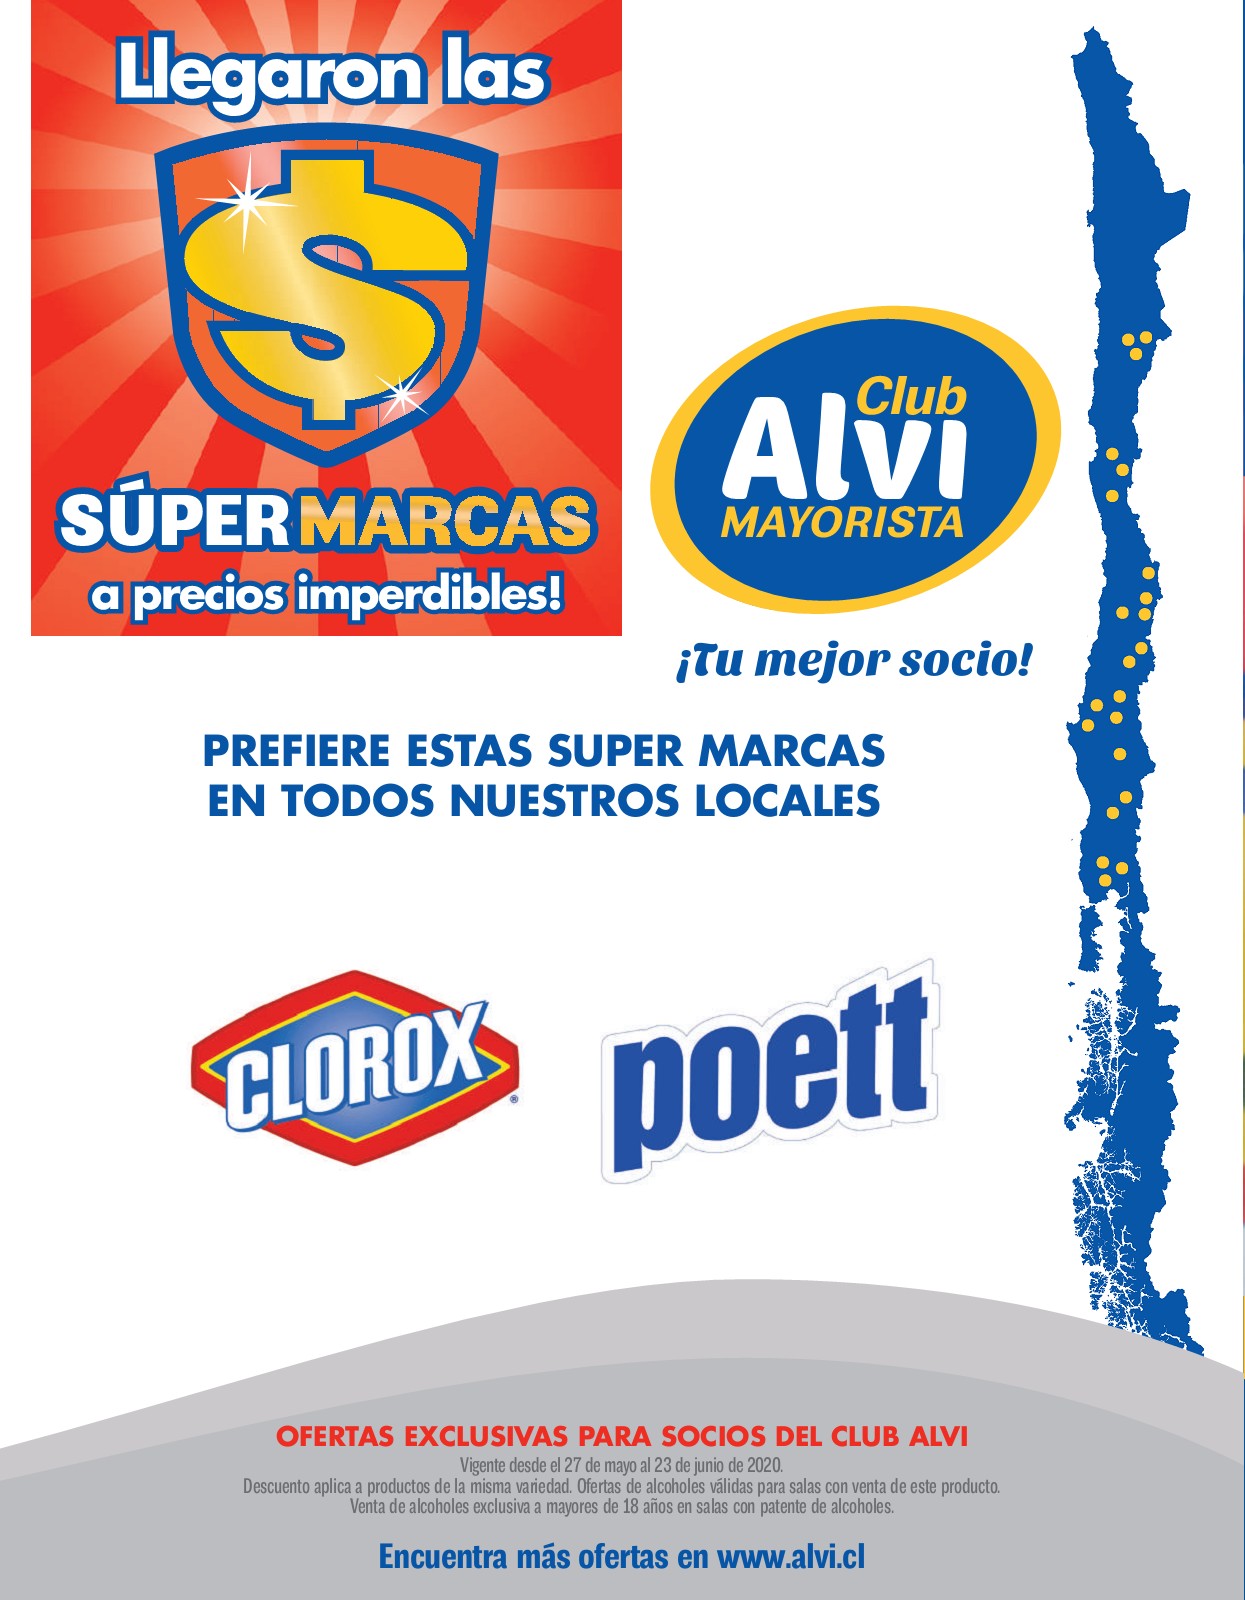 Llegaron las
SÚPER MARCAS
a precios imperdibles!
Club
Alvi
MAYORISTA
¡Tu mejor socio!
PREFIERE ESTAS SUPER MARCAS
EN TODOS NUESTROS LOCALES
CLOROX®
poett
OFERTAS EXCLUSIVAS PARA SOCIOS DEL CLUB ALVI
Vigente desde el 27 de mayo al 23 de junio de 2020.
Descuento aplica a productos de la misma variedad. Ofertas de alcoholes válidas para salas con venta de este producto.
Venta de alcoholes exclusiva a mayores de 18 años en salas con patente de alcoholes.
Encuentra más ofertas en www.alvi.cl